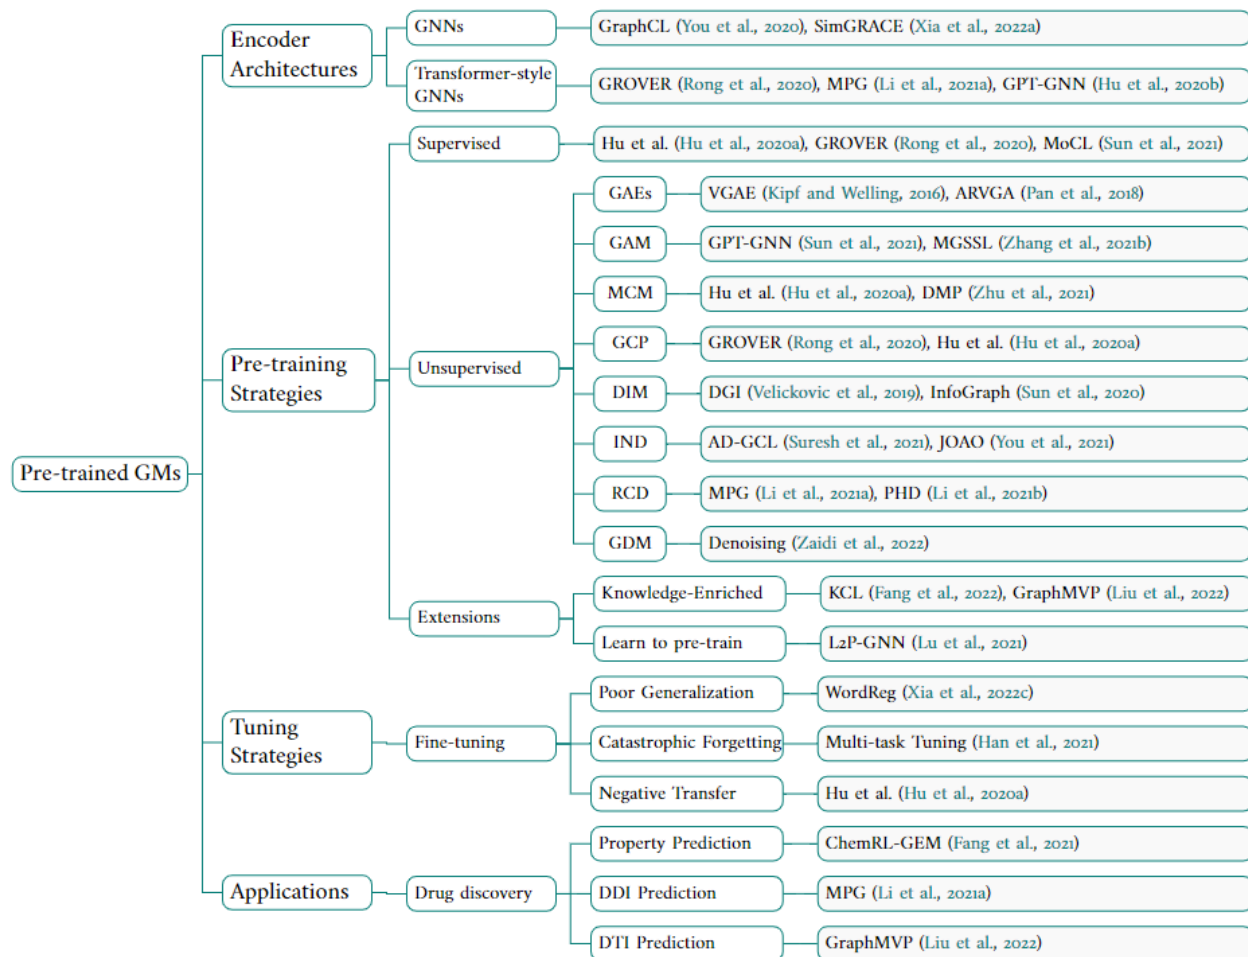 Encoder
Architectures
GNNs
GraphCL (You et al., 2020), SimGRACE (Xia et al., 2022a)
Transformer-style
GNNs
GROVER (Rong et al., 2020), MPG (Li et al., 2021a), GPT-GNN (Hu et al., 2020b)
Supervised
Hu et al. (Hu et al., 2020a), GROVER (Rong et al., 2020), MoCL (Sun et al., 2021)
GAEs
VGAE (Kipf and Welling, 2016), ARVGA (Pan et al., 2018)
GAM
GPT-GNN (Sun et al., 2021), MGSSL (Zhang et al., 2021b)
MCM
Hu et al. (Hu et al., 2020a), DMP (Zhu et al., 2021)
Pre-training
Strategies
Unsupervised
GCP
GROVER (Rong et al., 2020), Hu et al. (Hu et al., 2020a)
DIM
DGI (Velickovic et al., 2019), InfoGraph (Sun et al., 2020)
IND
AD-GCL (Suresh et al., 2021), JOAO (You et al., 2021)
Pre-trained GMs
RCD
MPG (Li et al., 2021a), PHD (Li et al., 2021b)
GDM
Denoising (Zaidi et al., 2022)
Extensions
Knowledge-Enriched
KCL (Fang et al., 2022), GraphMVP (Liu et al., 2022)
Learn to pre-train
L2P-GNN (Lu et al., 2021)
Tuning
Strategies
Fine-tuning
Poor Generalization
WordReg (Xia et al., 2022c)
Catastrophic Forgetting
Multi-task Tuning (Han et al., 2021)
Negative Transfer
Hu et al. (Hu et al., 2020a)
Applications
Drug discovery
Property Prediction
ChemRL-GEM (Fang et al., 2021)
DDI Prediction
MPG (Li et al., 2021a)
DTI Prediction
GraphMVP (Liu et al., 2022)